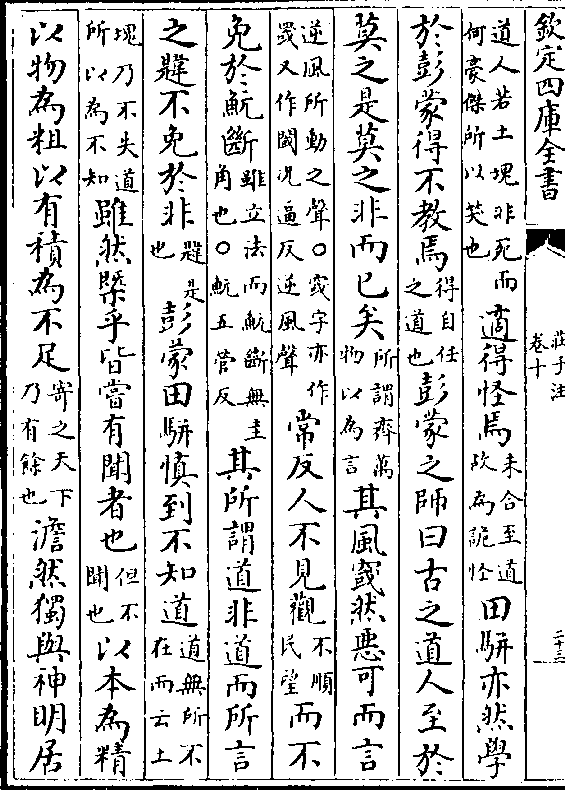 欽定四庫全書
莊子注
卷十
二十三
道人若土塊非死而何豪傑所以笑也適得怪焉未合至道故為詭怪田駢亦然學
於彭蒙得不教焉得自任之道也彭蒙之師曰古之道人至於
莫之是莫之非而已矣所謂齊萬物以為言其風窢然惡可而言
逆風所動之聲○窢字亦作罭又作閾况逼反逆風聲常反人不見觀不順民望而不
免於魭斷雖立法而魭斷無圭角也○魭五管反其所謂道非道而所言
之韙不免於非韙是也彭蒙田駢慎到不知道道無所不在而云土
塊乃不失道所以為不知雖然槩乎皆嘗有聞者也但不聞也以本為精
以物為粗以有積為不足寄之天下乃有餘也澹然獨與神明居